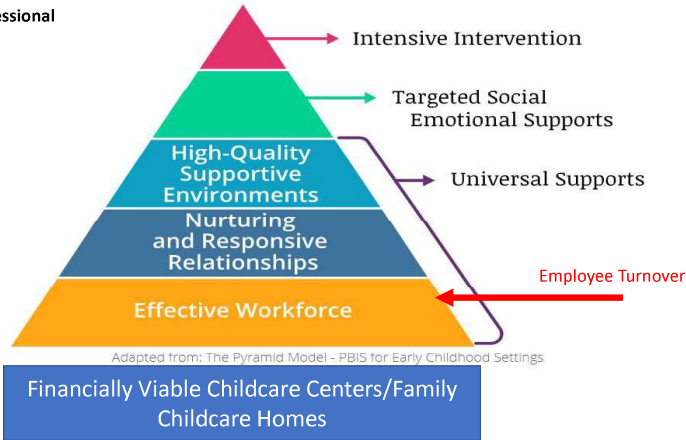 essional
Intensive Intervention
Targeted Social
Emotional Supports
High-Quality
Supportive
Environments
Universal Supports
Nurturing
and Responsive
Relationships
Employee Turnover
Effective Workforce
Adapted from: The Pyramid Model - PBIS for Early Childhood Settings
Financially Viable Childcare Centers/Family
Childcare Homes